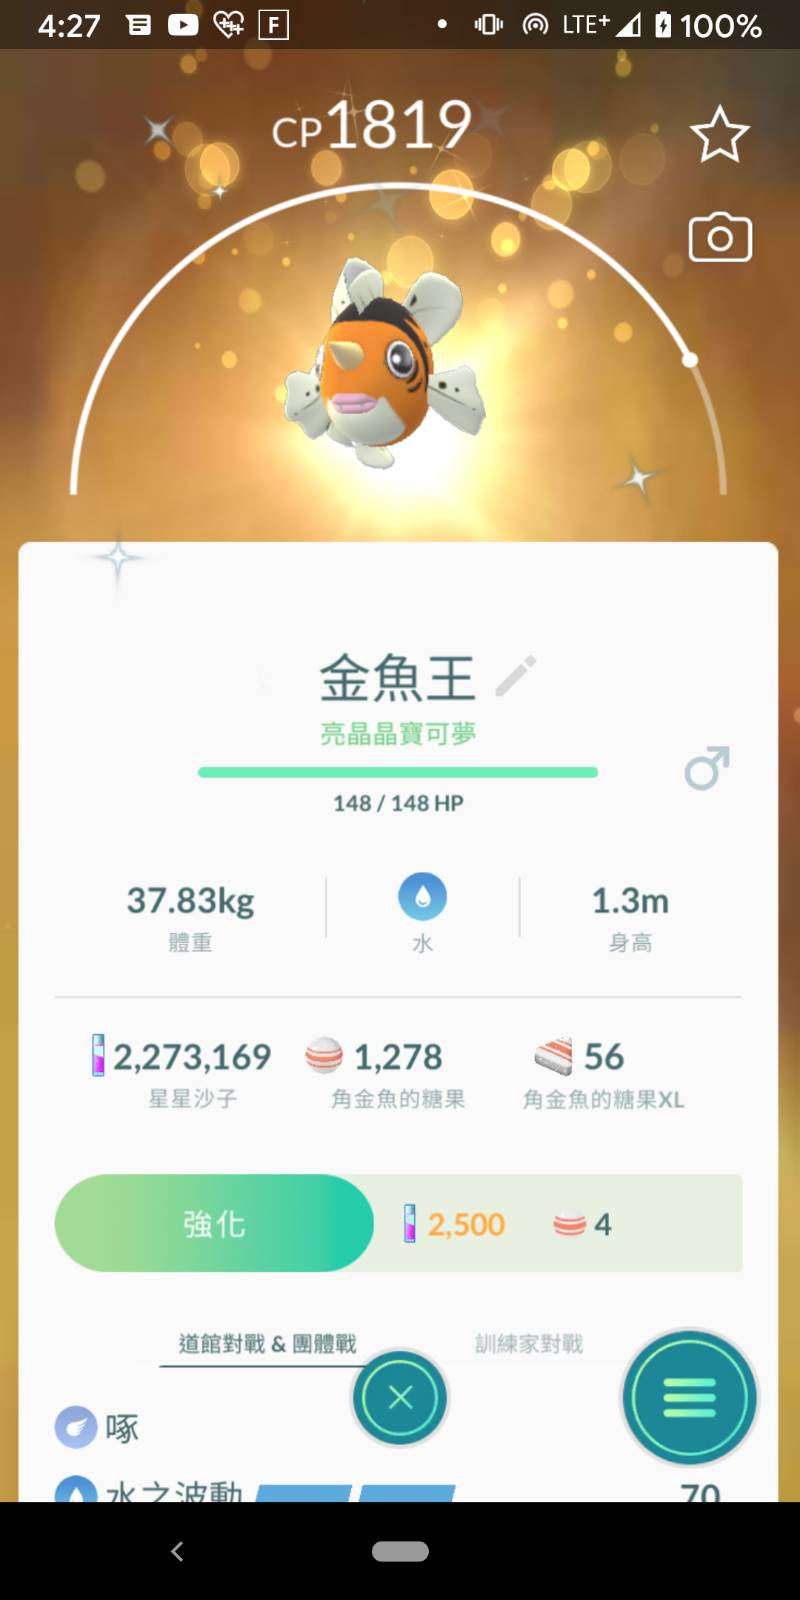 4:27 F LTE+ 100%
CP1819
金魚王
亮晶晶寶可夢
148 / 148 HP
37.83kg 1.3m
體重 水 身高
2,273,169 1,278 56
星星沙子 角金魚的糖果 角金魚的糖果XL
強化 2,500 4
道館對戰 & 團體戰 訓練家對戰
啄
水之波動 70